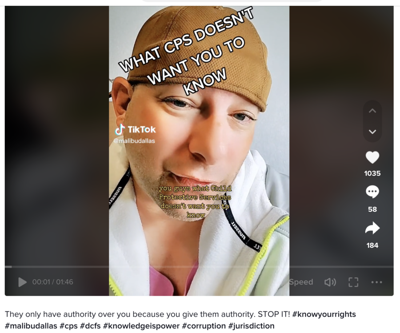 WHAT CPS DOESN'T
WANT YOU TO
KNOW
TikTok
@malibudallas
Child
Protective services
doesn't want you to
know
1035
58
184
00:01 / 01:46
Speed
They only have authority over you because you give them authority. STOP IT! #knowyourrights
#malibudallas #cps #dcfs #knowledgeispower #corruption #jurisdiction